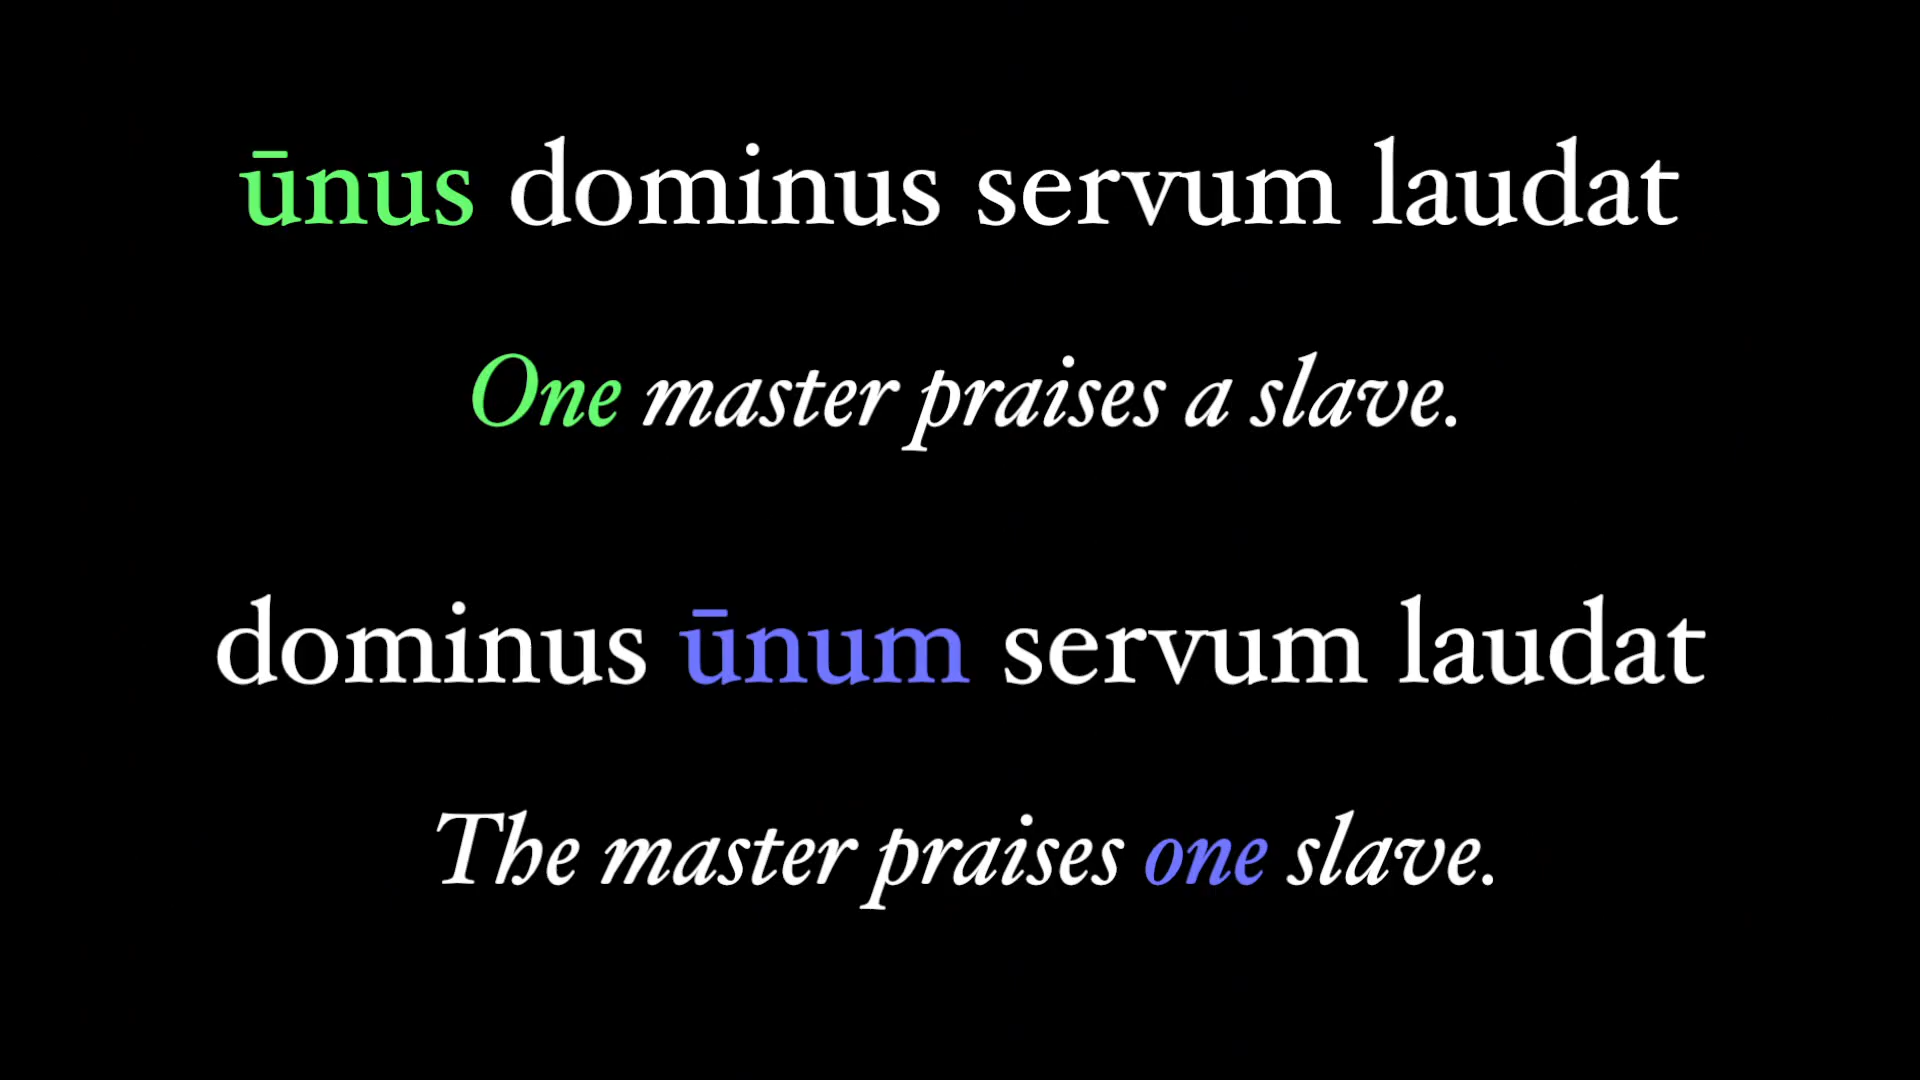 ūnus dominus servum laudat
One master praises a slave.
dominus ūnum servum laudat
The master praises one slave.